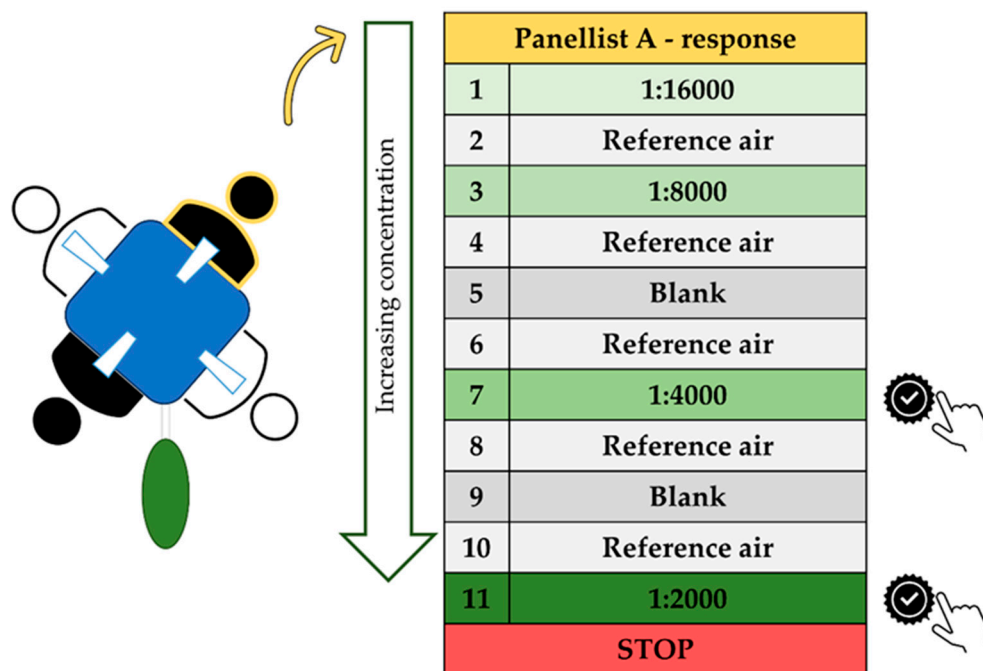 Increasing concentration
Panellist A - response
1 1:16000
2 Reference air
3 1:8000
4 Reference air
5 Blank
6 Reference air
7 1:4000
8 Reference air
9 Blank
10 Reference air
11 1:2000
STOP